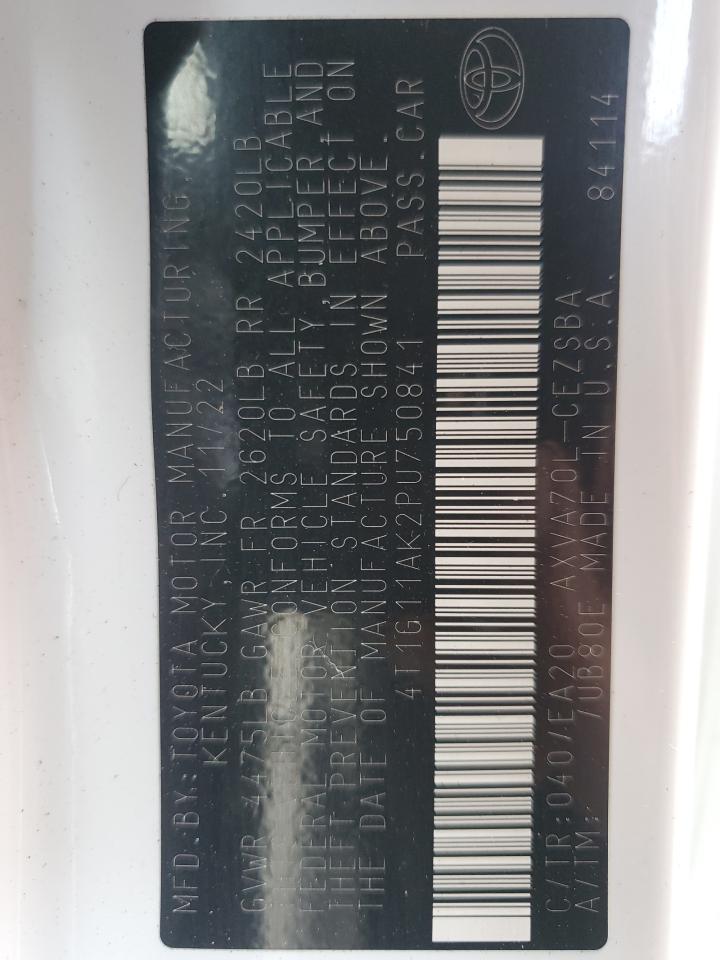 MFD.BY:TOYOTA MOTOR MANUFACTURING,
KENTUCKY,INC. 11/22
GVWR 4475LB GAWR FR 2620LB RR 2420LB
THIS VEHICLE CONFORMS TO ALL APPLICABLE
FEDERAL MOTOR VEHICLE SAFETY,BUMPER,AND
THEFT PREVENTION STANDARDS IN EFFECT ON
THE DATE OF MANUFACTURE SHOWN ABOVE.
4T1G11AK2PU750841 PASS.CAR
C/TR:040/EA20 AXVA70L-CEZSBA
A/TM: /UB80E MADE IN U.S.A. 84114